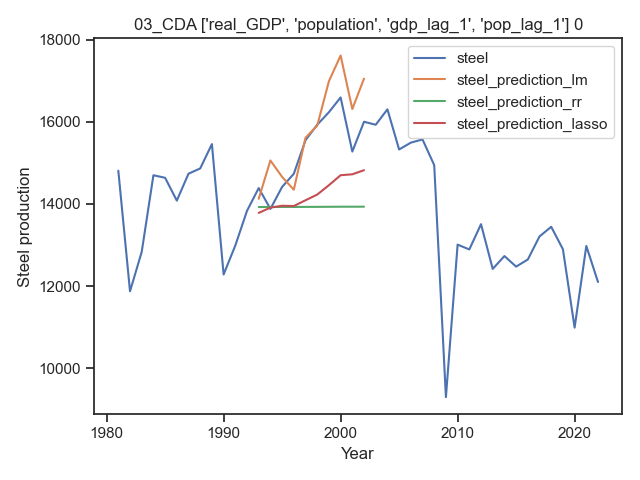 03_CDA ['real_GDP', 'population', 'gdp_lag_1', 'pop_lag_1'] 0
steel
steel_prediction_lm
steel_prediction_rr
steel_prediction_lasso
Steel production
18000
16000
14000
12000
10000
1980 1990 2000 2010 2020
Year